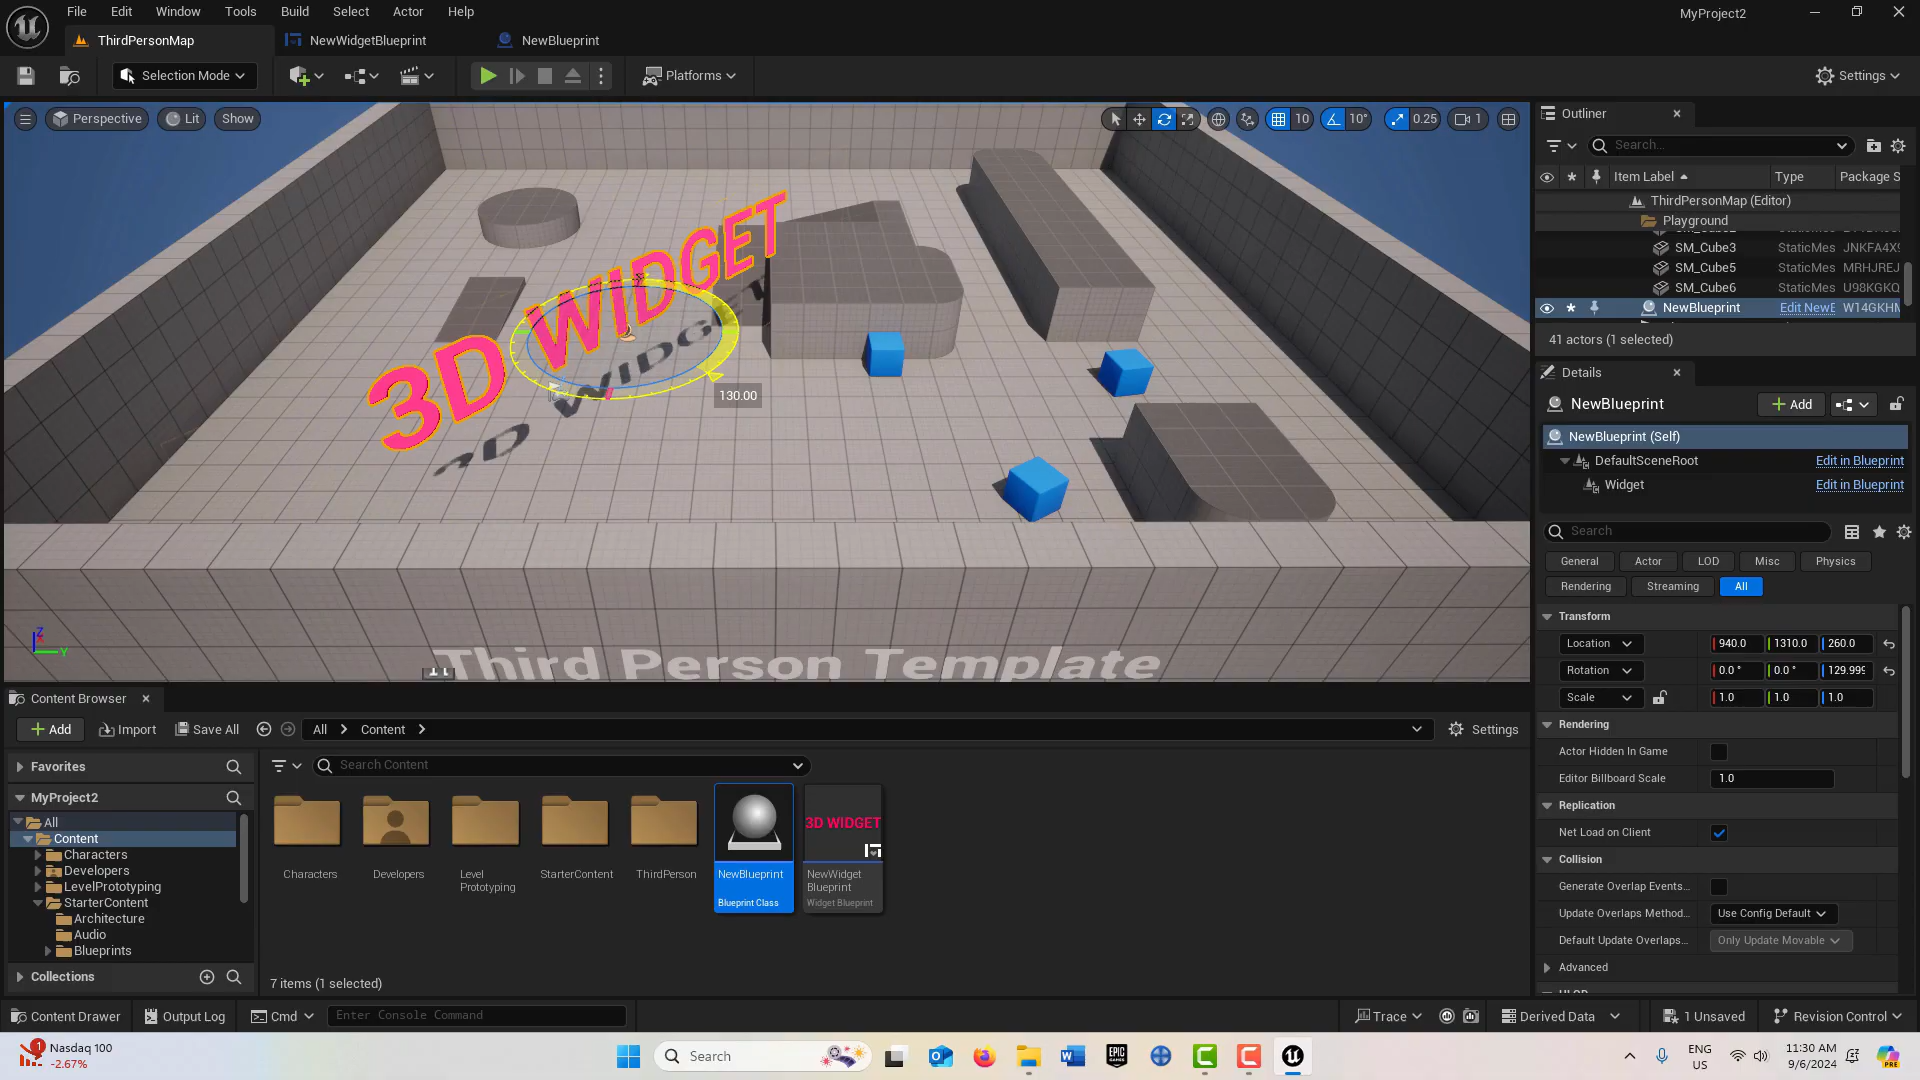 File Edit Window Tools Build Select Actor Help
MyProject2
ThirdPersonMap
NewWidgetBlueprint
NewBlueprint
Selection Mode
Platforms
Settings
Perspective
Lit
Show
10
10°
0.25
1
3D WIDGET
3D WIDGET
130.00
Third Person Template
Z
Y
Outliner
Search...
Item Label
Type
Package S
ThirdPersonMap (Editor)
Playground
SM_Cube3 StaticMes JNKFA4X9
SM_Cube5 StaticMes MRHJREJ
SM_Cube6 StaticMes U98KGKQ
NewBlueprint Edit NewE W14GKHM
41 actors (1 selected)
Details
NewBlueprint
Add
NewBlueprint (Self)
DefaultSceneRoot Edit in Blueprint
Widget Edit in Blueprint
Search
General Actor LOD Misc Physics
Rendering Streaming All
Transform
Location 940.0 1310.0 260.0
Rotation 0.0 ° 0.0 ° 129.999
Scale 1.0 1.0 1.0
Rendering
Actor Hidden In Game
Editor Billboard Scale 1.0
Replication
Net Load on Client
Collision
Generate Overlap Events...
Update Overlaps Method... Use Config Default
Default Update Overlaps... Only Update Movable
Advanced
Content Browser
Add Import Save All All Content Settings
Favorites
Search Content
MyProject2
All
Content
Characters
Developers
LevelPrototyping
StarterContent
Architecture
Audio
Blueprints
Collections
Characters
Developers
Level
Prototyping
StarterContent
ThirdPerson
NewBlueprint
Blueprint Class
3D WIDGET
NewWidget
Blueprint
Widget Blueprint
7 items (1 selected)
Content Drawer Output Log Cmd Enter Console Command Trace Derived Data 1 Unsaved Revision Control
1
Nasdaq 100
-2.67%
Search
EPIC
GAMES
ENG
US
11:30 AM
9/6/2024
PRE